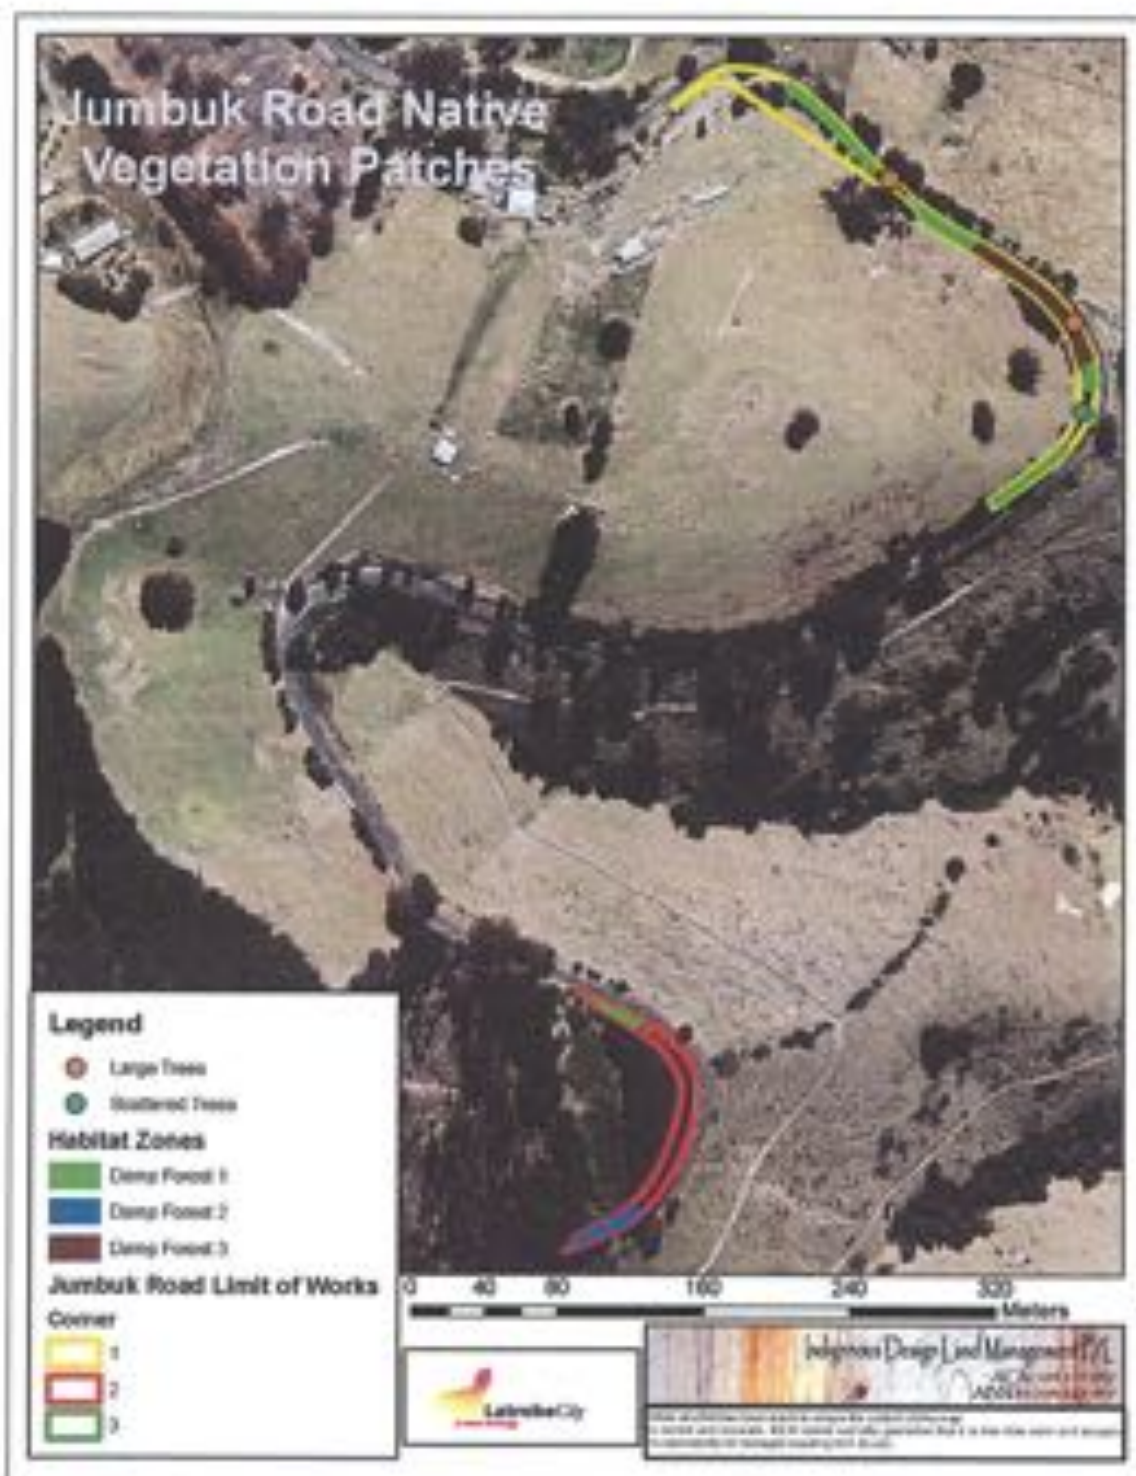 Jumbuk Road Native
Vegetation Patches
Legend
Large Trees
Scattered Trees
Habitat Zones
Damp Forest 1
Damp Forest 2
Damp Forest 3
Jumbuk Road Limit of Works
Corner
1
2
3
0 40 80 160 240 320
Meters
LatrobeCity
Indigenous Design Land Management P/L